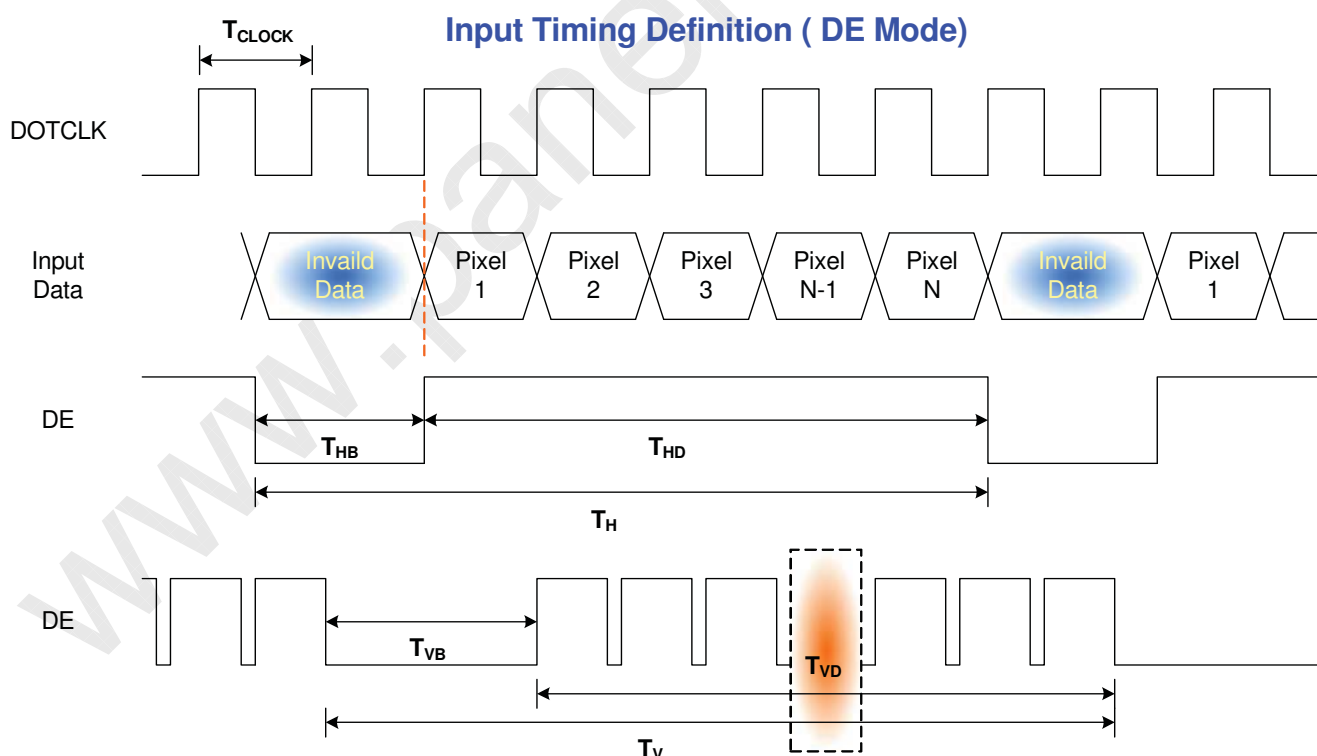 Input Timing Definition ( DE Mode)
TCLOCK
DOTCLK
Input
Data
Invaild
Data
Pixel
1
Pixel
2
Pixel
3
Pixel
N-1
Pixel
N
Invaild
Data
Pixel
1
DE
THB
THD
TH
DE
TVB
TVD
TV
www.pane